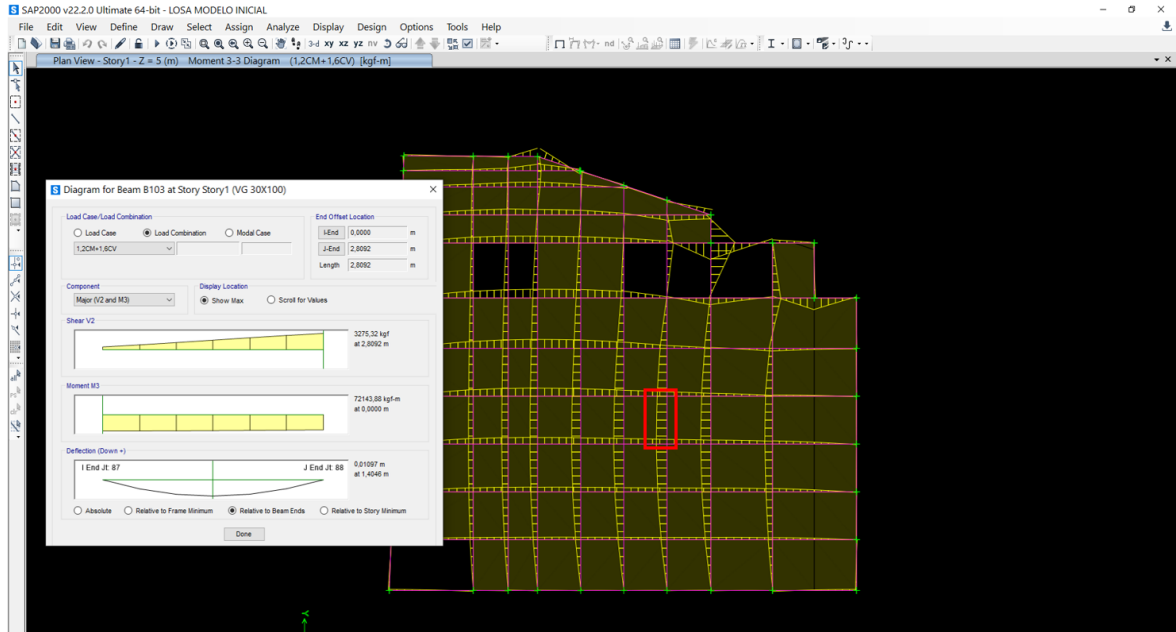 SAP2000 v22.2.0 Ultimate 64-bit - LOSA MODELO INICIAL
File Edit View Define Draw Select Assign Analyze Display Design Options Tools Help
3-d xy xz yz nv
nd
Plan View - Story1 - Z = 5 (m) Moment 3-3 Diagram (1,2CM+1,6CV) [kgf-m]
Diagram for Beam B103 at Story Story1 (VG 30X100)
Load Case/Load Combination
Load Case Load Combination Modal Case
1,2CM+1,6CV
End Offset Location
I-End 0,0000 m
J-End 2,8092 m
Length 2,8092 m
Component
Major (V2 and M3)
Display Location
Show Max Scroll for Values
Shear V2
3275,32 kgf
at 2,8092 m
Moment M3
72143,88 kgf-m
at 0,0000 m
Deflection (Down +)
I End Jt: 87 J End Jt: 88
0,01097 m
at 1,4046 m
Absolute Relative to Frame Minimum Relative to Beam Ends Relative to Story Minimum
Done
all
Y